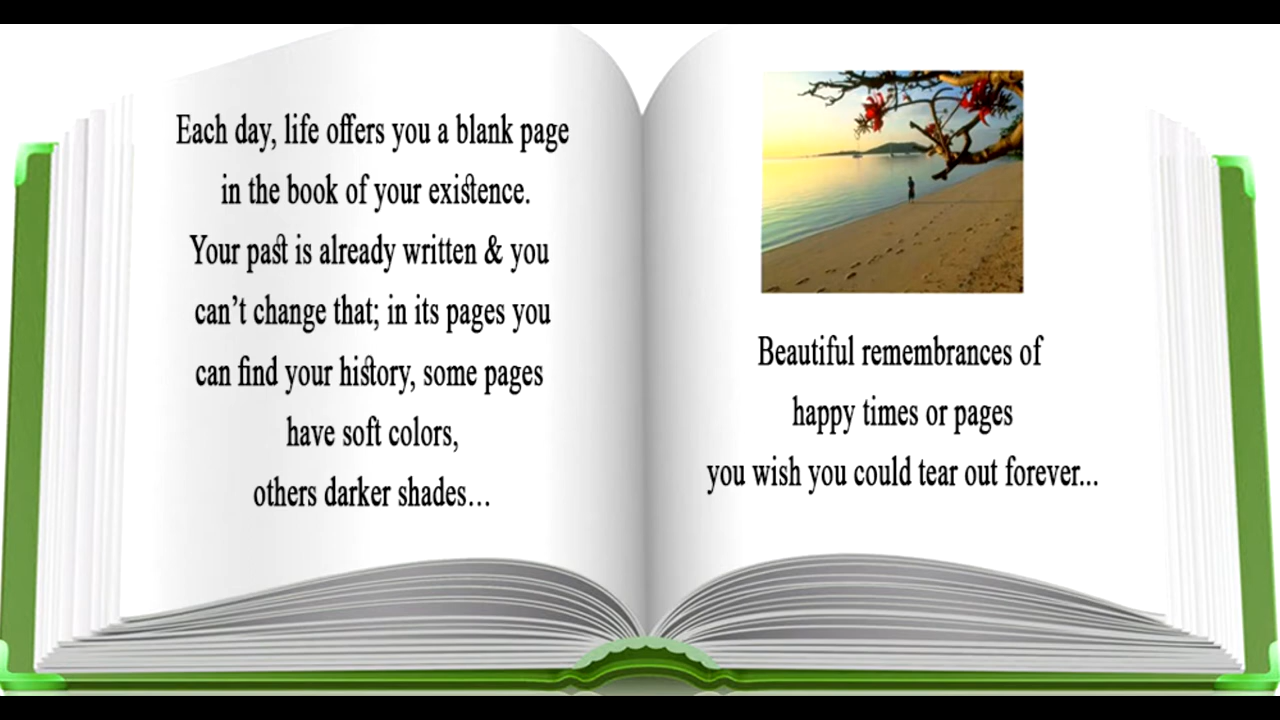 Each day, life offers you a blank page
in the book of your existence.
Your past is already written & you
can’t change that; in its pages you
can find your history, some pages
have soft colors,
others darker shades…
Beautiful remembrances of
happy times or pages
you wish you could tear out forever...